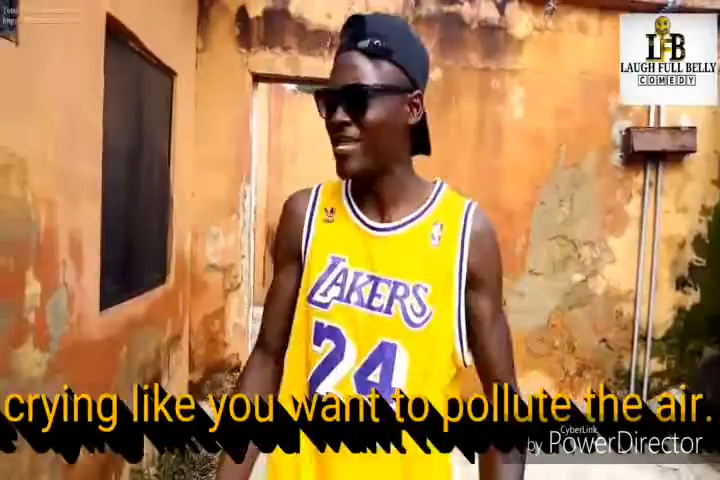 LFB
LAUGH FULL BELLY
COMEDY
LAKERS
24
crying like you want to pollute the air.
CyberLink
by PowerDirector